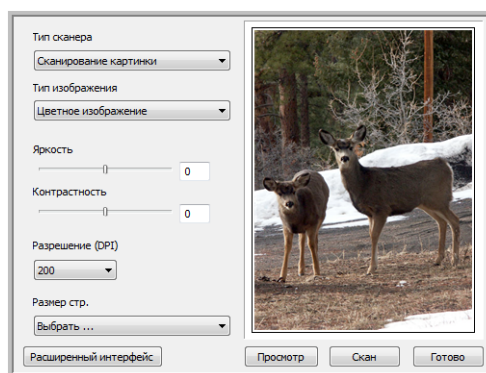 Тип сканера
Сканирование картинки
Тип изображения
Цветное изображение
Яркость
0
Контрастность
0
Разрешение (DPI)
200
Размер стр.
Выбрать ...
Расширенный интерфейс
Просмотр
Скан
Готово